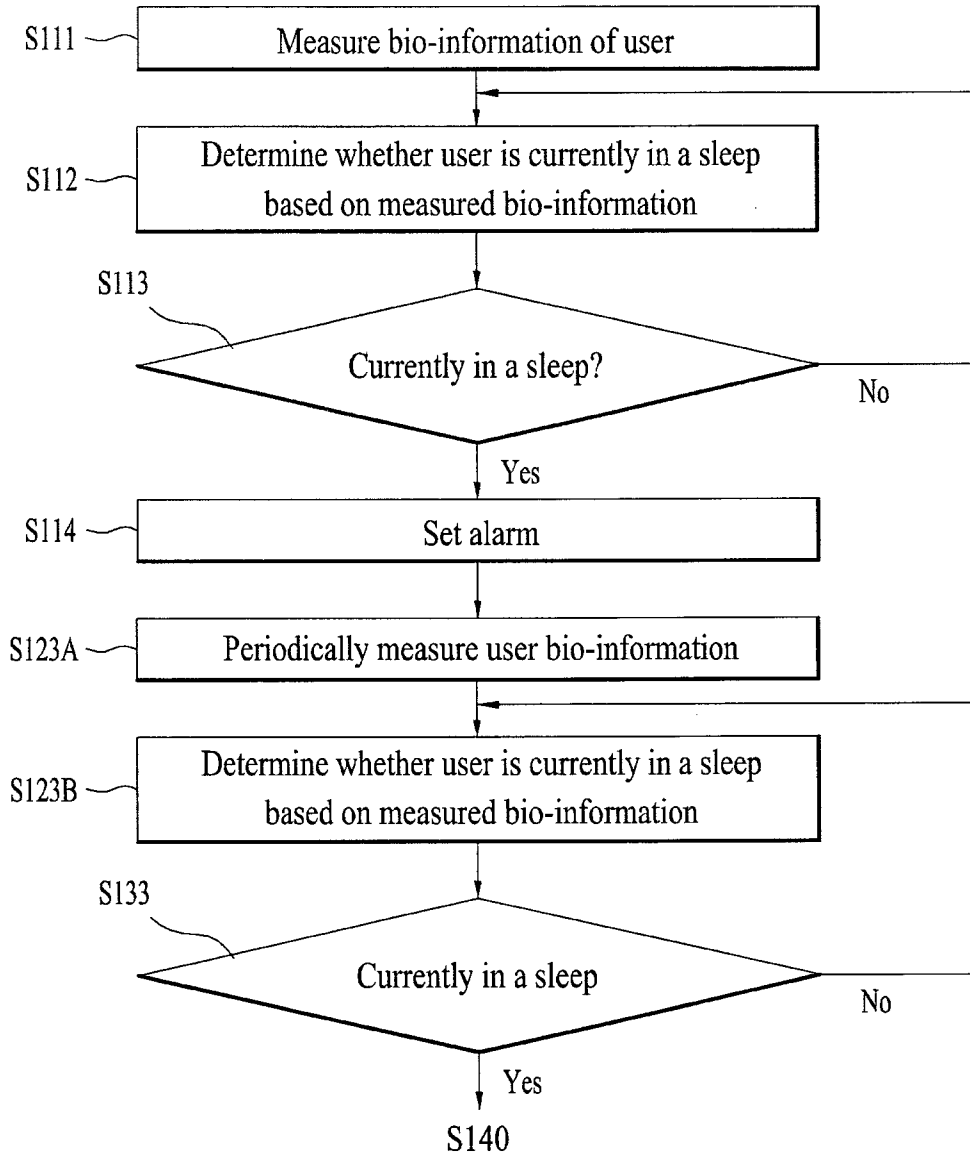 S111
Measure bio-information of user
S112
Determine whether user is currently in a sleep
based on measured bio-information
S113
Currently in a sleep?
No
Yes
S114
Set alarm
S123A
Periodically measure user bio-information
S123B
Determine whether user is currently in a sleep
based on measured bio-information
S133
Currently in a sleep
No
Yes
S140